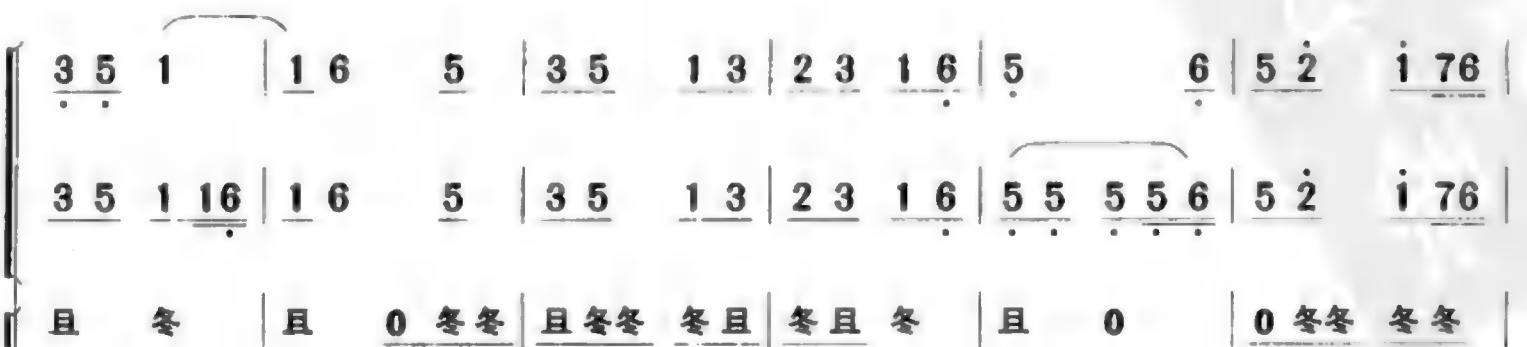 3 5 1 | 1 6 5 | 3 5 1 3 | 2 3 1 6 | 5 6 | 5 2̇ 1̇ 76 |
3 5 1 16 | 1 6 5 | 3 5 1 3 | 2 3 1 6 | 5 5 5 5 6 | 5 2̇ 1̇ 76 |
且 冬 | 且 0 冬冬 | 且冬冬 冬且 | 冬且 冬 | 且 0 | 0 冬冬 冬冬 |